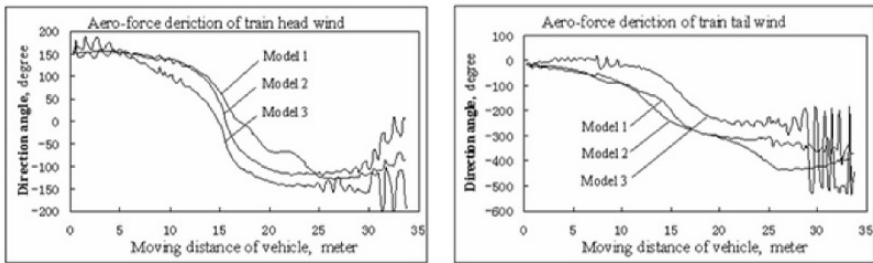 Aero-force deriction of train head wind
Direction angle, degree
200
150
100
50
0
-50
-100
-150
-200
Model 1
Model 2
Model 3
0 5 10 15 20 25 30 35
Moving distance of vehicle, meter
Aero-force deriction of train tail wind
Direction angle, degree
100
0
-100
-200
-300
-400
-500
-600
Model 1
Model 2
Model 3
0 5 10 15 20 25 30 35
Moving distance of vehicle, meter